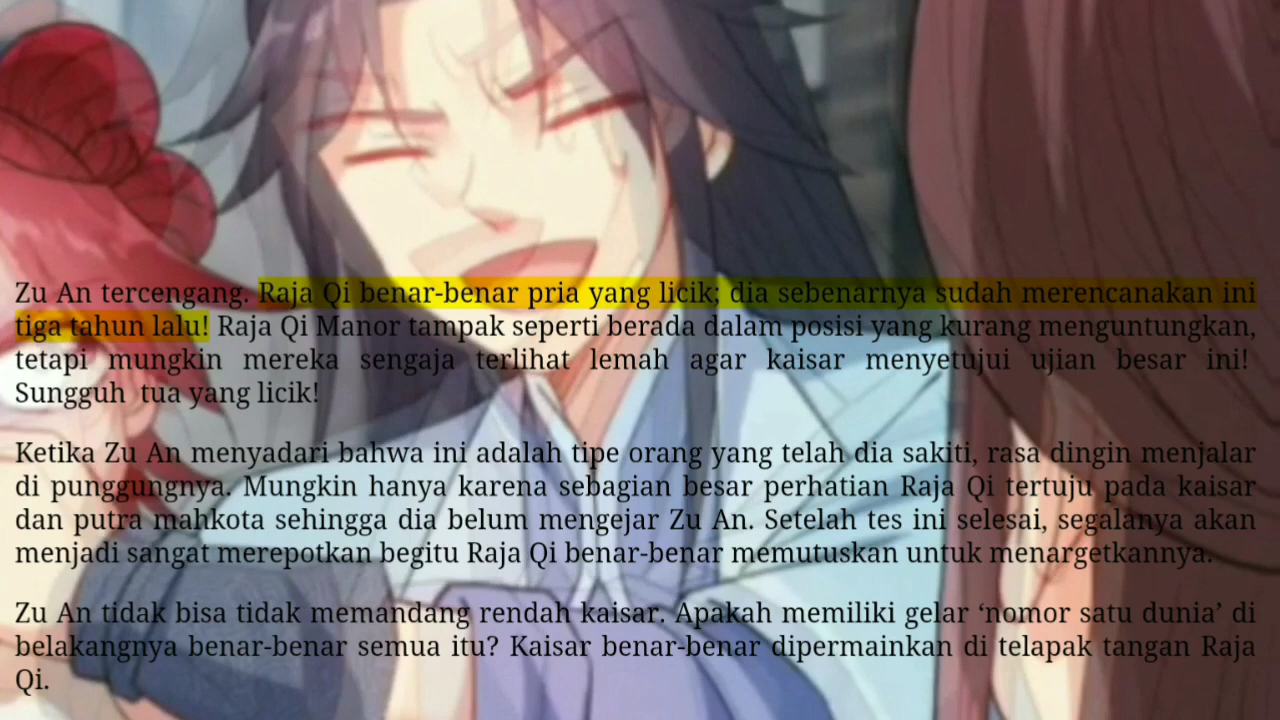 Zu An tercengang. Raja Qi benar-benar pria yang licik; dia sebenarnya sudah merencanakan ini
tiga tahun lalu! Raja Qi Manor tampak seperti berada dalam posisi yang kurang menguntungkan,
tetapi mungkin mereka sengaja terlihat lemah agar kaisar menyetujui ujian besar ini!
Sungguh tua yang licik!
Ketika Zu An menyadari bahwa ini adalah tipe orang yang telah dia sakiti, rasa dingin menjalar
di punggungnya. Mungkin hanya karena sebagian besar perhatian Raja Qi tertuju pada kaisar
dan putra mahkota sehingga dia belum mengejar Zu An. Setelah tes ini selesai, segalanya akan
menjadi sangat merepotkan begitu Raja Qi benar-benar memutuskan untuk menargetkannya.
Zu An tidak bisa tidak memandang rendah kaisar. Apakah memiliki gelar ‘nomor satu dunia’ di
belakangnya benar-benar semua itu? Kaisar benar-benar dipermainkan di telapak tangan Raja
Qi.